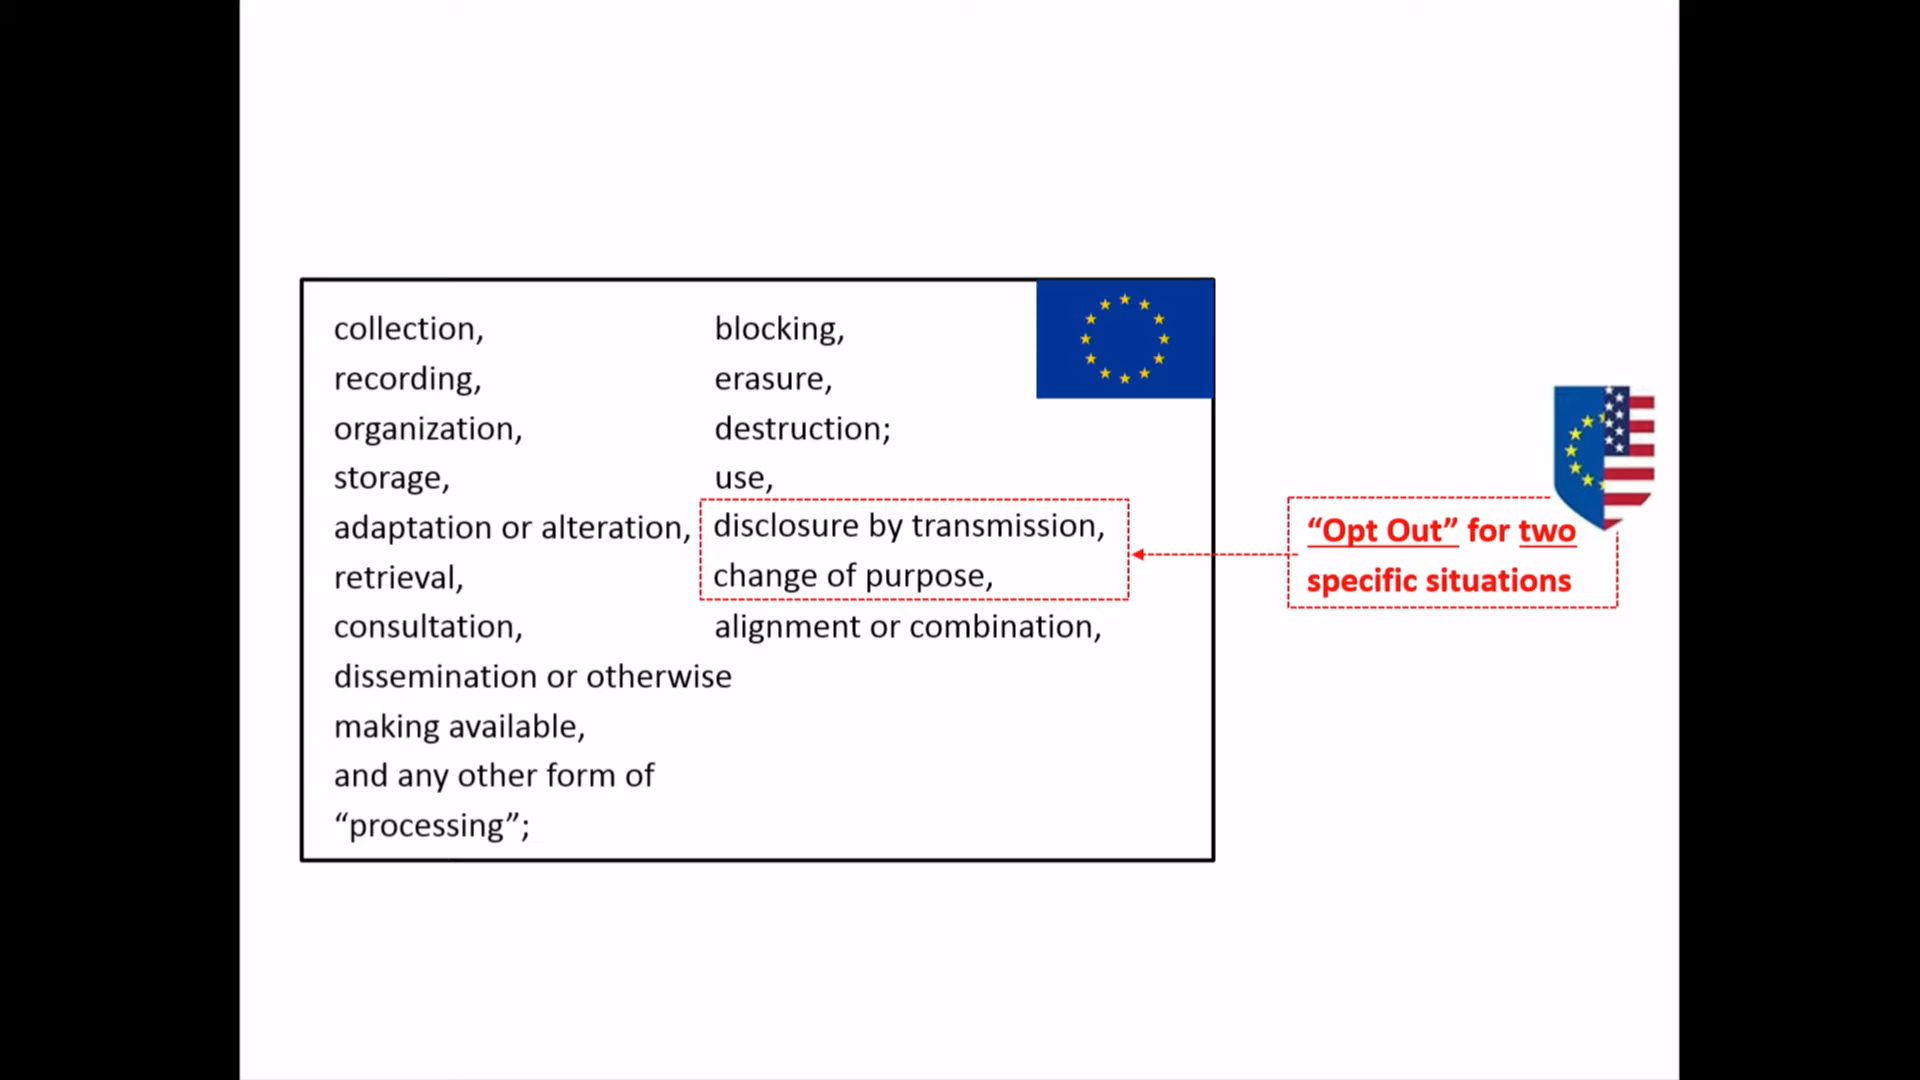 collection,
recording,
organization,
storage,
adaptation or alteration,
retrieval,
consultation,
dissemination or otherwise
making available,
and any other form of
“processing”;
blocking,
erasure,
destruction;
use,
disclosure by transmission,
change of purpose,
alignment or combination,
“Opt Out” for two
specific situations